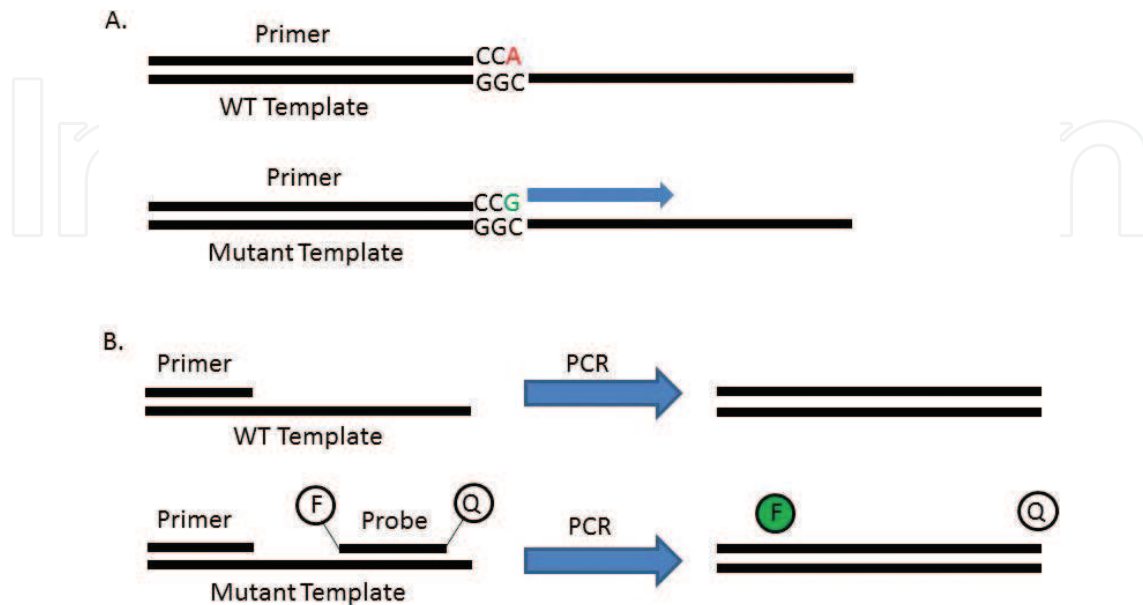 A.
Primer
CCA
GGC
WT Template
Primer
CCG
GGC
Mutant Template
B.
Primer
PCR
WT Template
F
Q
Primer
Probe
PCR
F
Q
Mutant Template